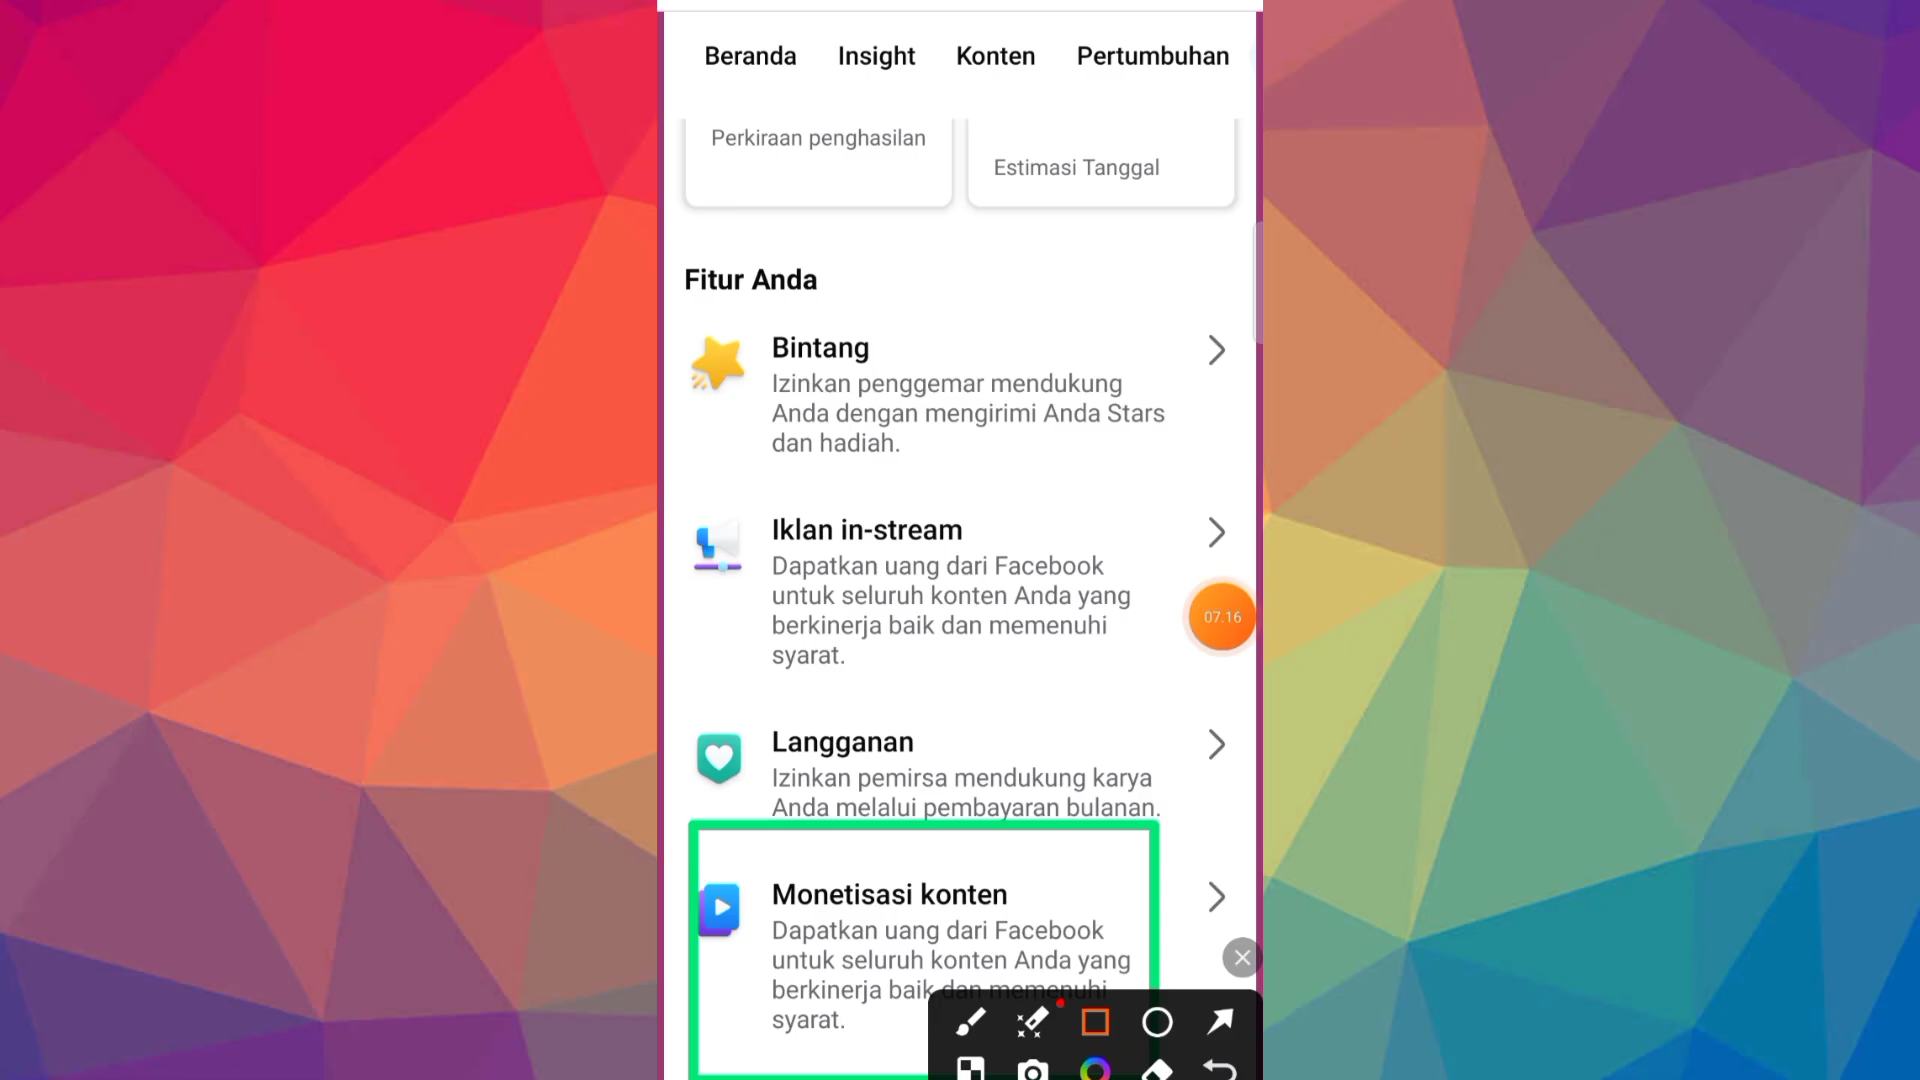 Beranda Insight Konten Pertumbuhan
Perkiraan penghasilan
Estimasi Tanggal
Fitur Anda
Bintang
Izinkan penggemar mendukung
Anda dengan mengirimi Anda Stars
dan hadiah.
Iklan in-stream
Dapatkan uang dari Facebook
untuk seluruh konten Anda yang
berkinerja baik dan memenuhi
syarat.
07.16
Langganan
Izinkan pemirsa mendukung karya
Anda melalui pembayaran bulanan.
Monetisasi konten
Dapatkan uang dari Facebook
untuk seluruh konten Anda yang
berkinerja baik dan memenuhi
syarat.